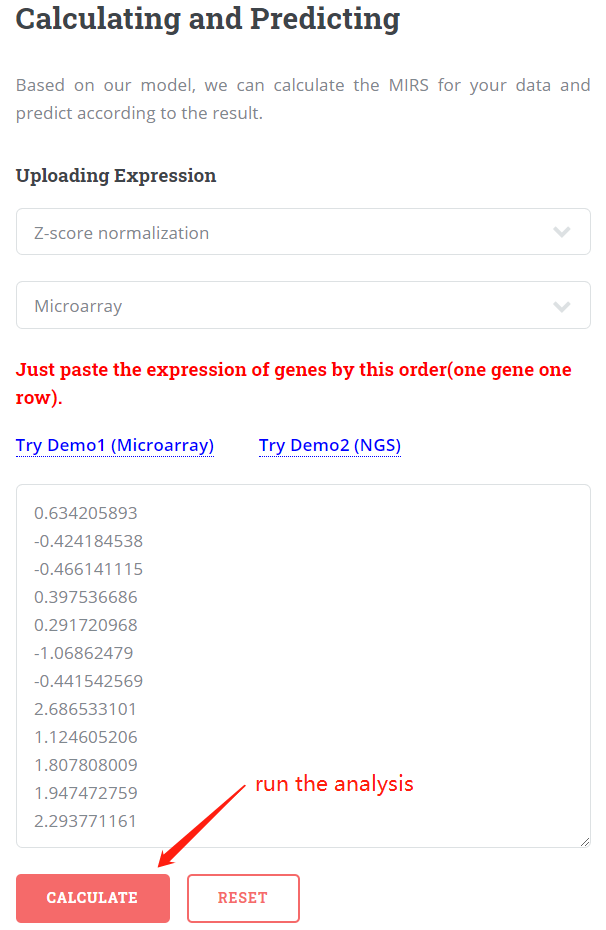 Calculating and Predicting
Based on our model, we can calculate the MIRS for your data and
predict according to the result.
Uploading Expression
Z-score normalization
Microarray
Just paste the expression of genes by this order(one gene one
row).
Try Demo1 (Microarray) Try Demo2 (NGS)
0.634205893
-0.424184538
-0.466141115
0.397536686
0.291720968
-1.06862479
-0.441542569
2.686533101
1.124605206
1.807808009
1.947472759
2.293771161
run the analysis
CALCULATE RESET